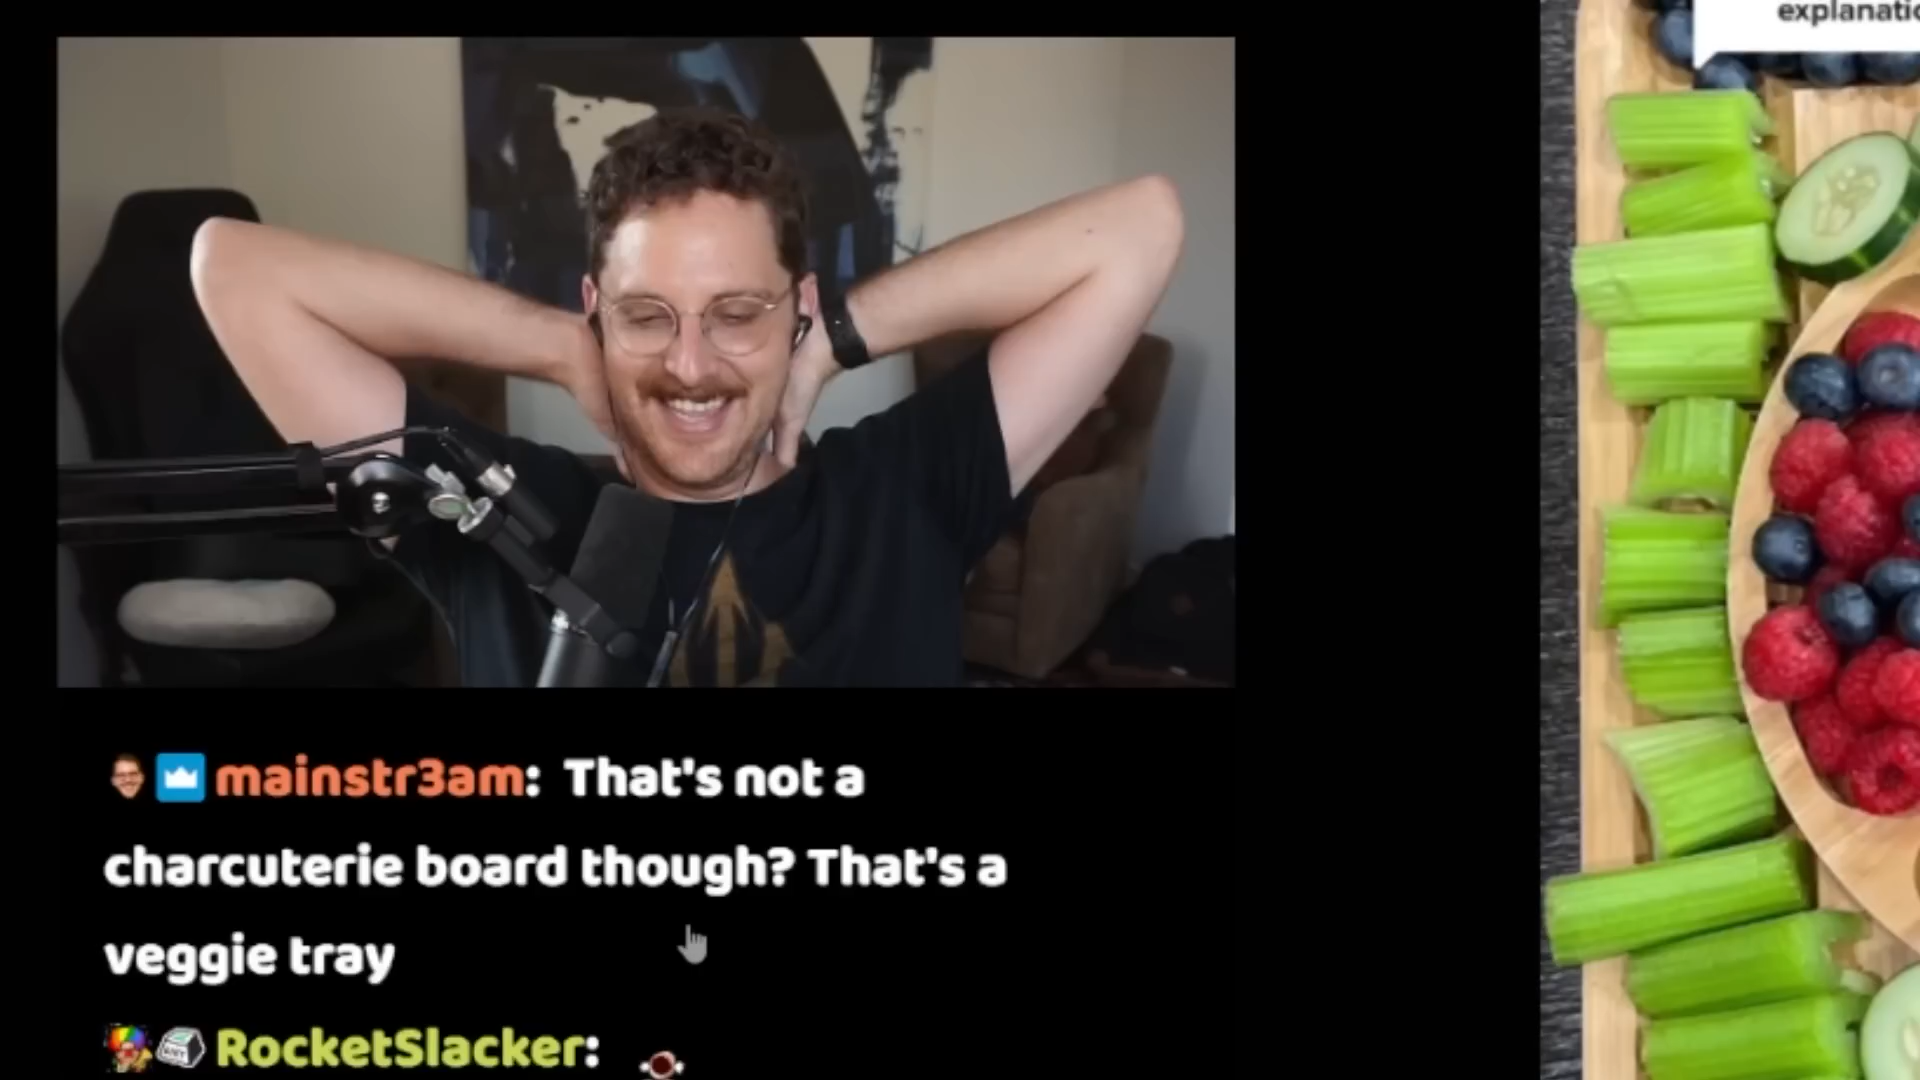 explanatio
mainstr3am: That's not a
charcuterie board though? That's a
veggie tray
RocketSlacker: